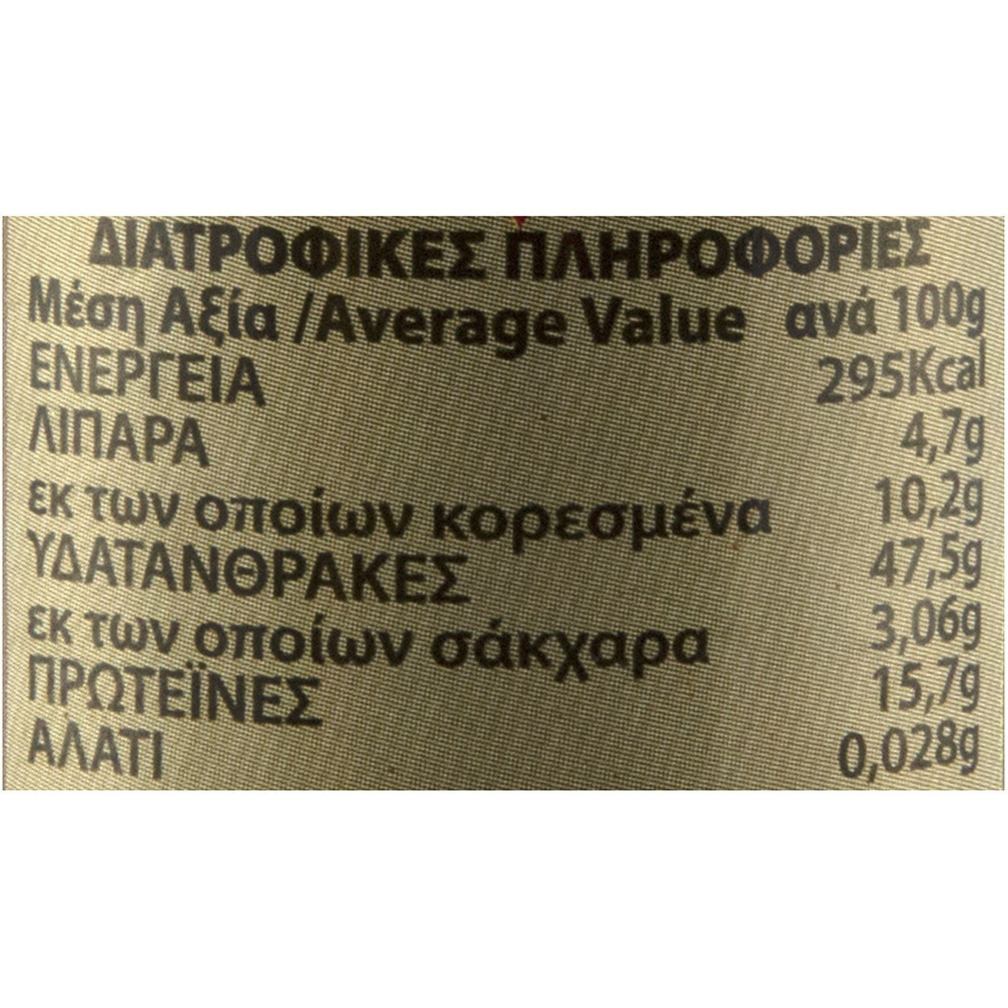 ΔΙΑΤΡΟΦΙΚΕΣ ΠΛΗΡΟΦΟΡΙΕΣ
Μέση Αξία /Average Value ανά 100g
ΕΝΕΡΓΕΙΑ 295Kcal
ΛΙΠΑΡΑ 4,7g
εκ των οποίων κορεσμένα 10,2g
ΥΔΑΤΑΝΘΡΑΚΕΣ 47,5g
εκ των οποίων σάκχαρα 3,06g
ΠΡΩΤΕΪΝΕΣ 15,7g
ΑΛΑΤΙ 0,028g